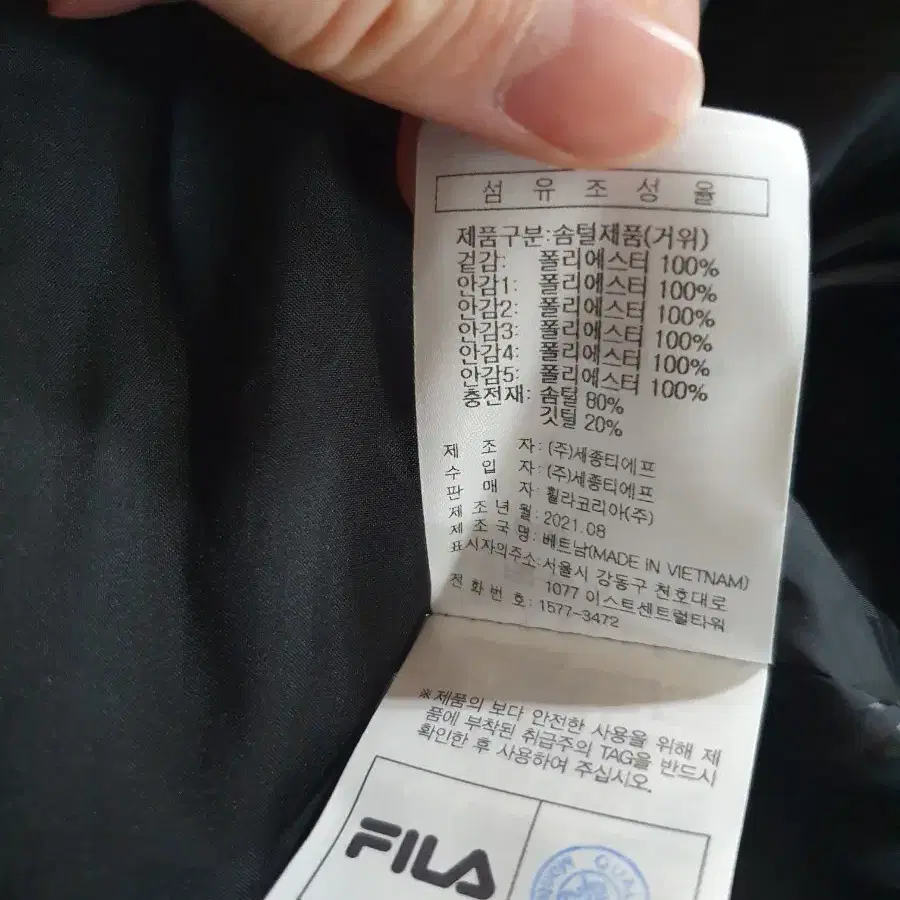 섬유조성율
제품구분:솜털제품(거위)
겉감: 폴리에스터 100%
안감1: 폴리에스터 100%
안감2: 폴리에스터 100%
안감3: 폴리에스터 100%
안감4: 폴리에스터 100%
안감5: 폴리에스터 100%
충전재: 솜털 80%
깃털 20%
제 조 자: (주)세종티에프
수 입 자: (주)세종티에프
판 매 자: 휠라코리아(주)
제 조 년 월: 2021.08
제 조 국 명: 베트남(MADE IN VIETNAM)
표시자의주소:서울시 강동구 천호대로
1077 이스트센트럴타워
전 화 번 호: 1577-3472
※제품의 보다 안전한 사용을 위해 제
품에 부착된 취급주의 TAG을 반드시
확인한 후 사용하여 주십시오.
FILA